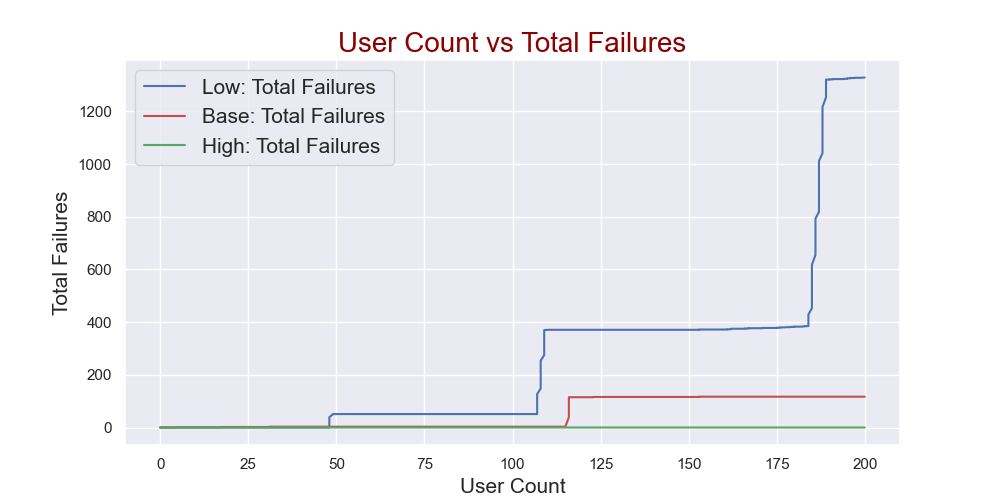 User Count vs Total Failures
Low: Total Failures
Base: Total Failures
High: Total Failures
Total Failures
1200
1000
800
600
400
200
0
0 25 50 75 100 125 150 175 200
User Count